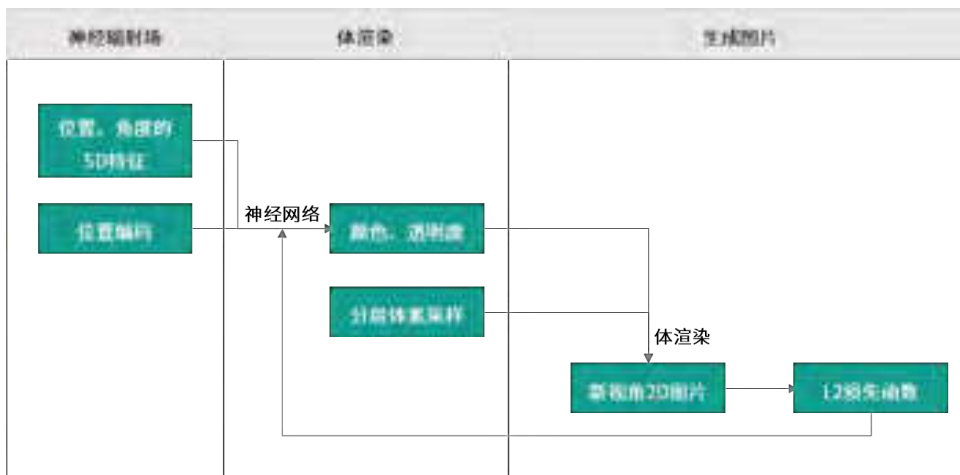 神经辐射场
体渲染
生成图片
位置、角度的
5D特征
位置编码
神经网络
颜色、透明度
分层体素采样
体渲染
新视角2D图片
L2损失函数